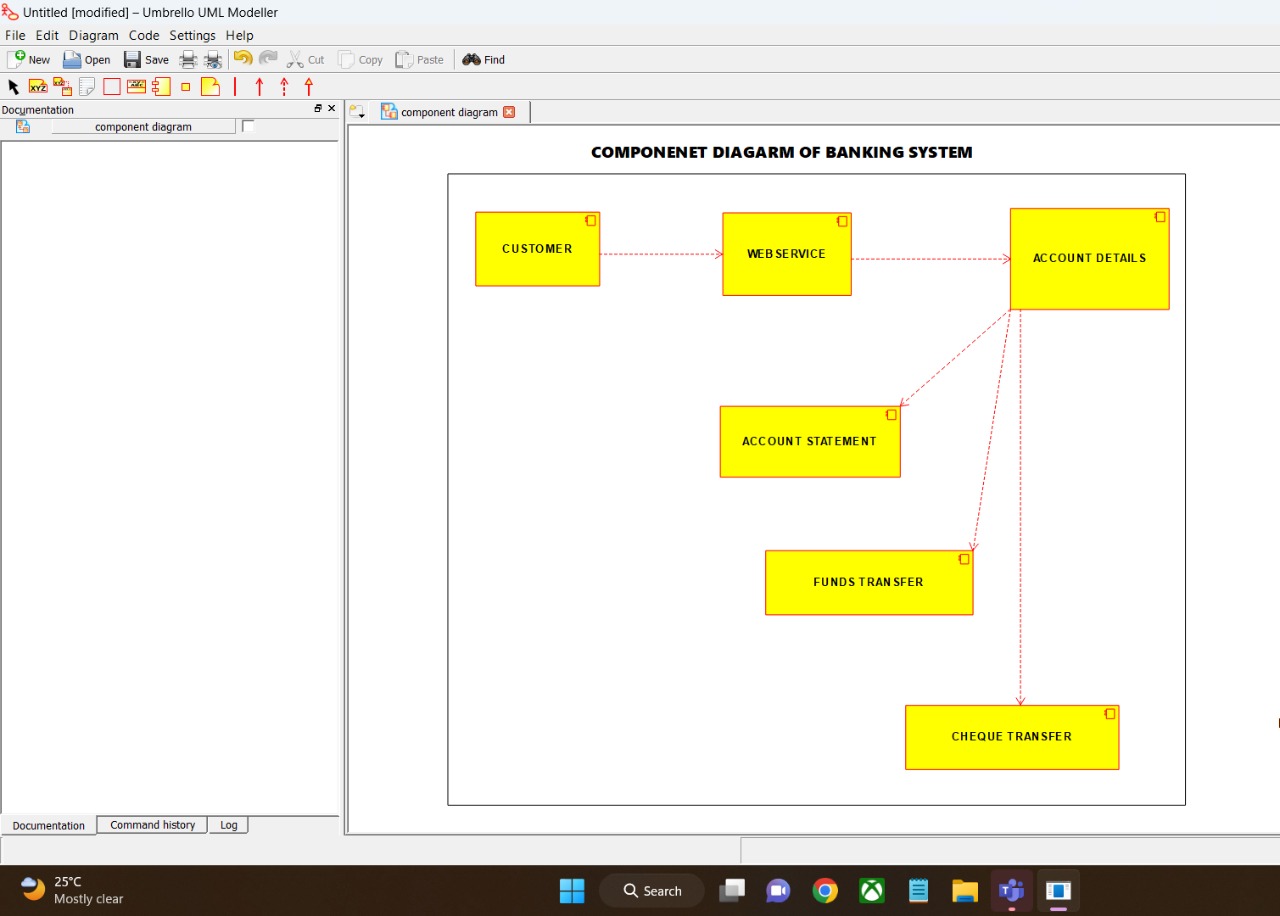 Untitled [modified] – Umbrello UML Modeller
File Edit Diagram Code Settings Help
New Open Save Cut Copy Paste Find
Documentation
component diagram
component diagram
COMPONENET DIAGARM OF BANKING SYSTEM
CUSTOMER
WEB SERVICE
ACCOUNT DETAILS
ACCOUNT STATEMENT
FUNDS TRANSFER
CHEQUE TRANSFER
Documentation Command history Log
25°C
Mostly clear
Search